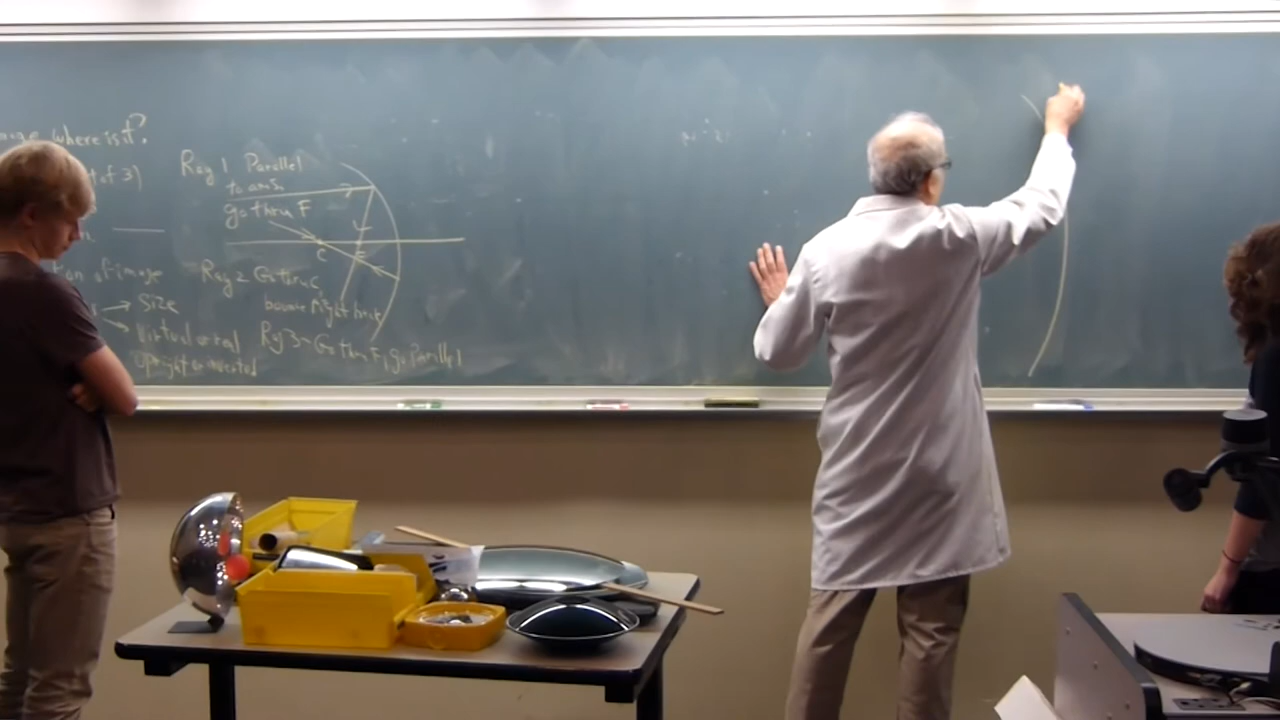 where is it?
of 3)
Ray 1 Parallel
to axis
go thru F
C
F
of image
→ Size
Virtual or real
Upright or inverted
Ray 2 Go thru C
bounce right back
Ray 3 - Go thru F, go Parallel